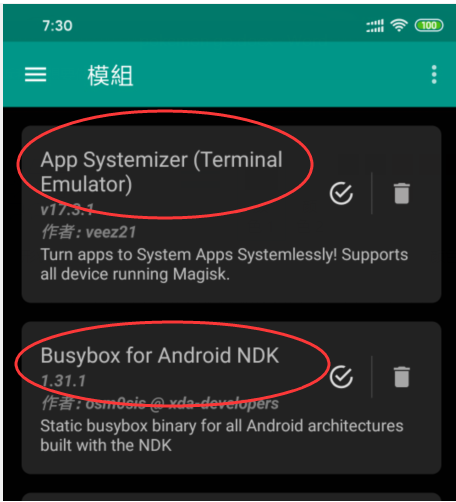 7:30
100
模組
App Systemizer (Terminal
Emulator)
v17.3.1
作者: veez21
Turn apps to System Apps Systemlessly! Supports
all device running Magisk.
Busybox for Android NDK
1.31.1
作者: osm0sis @ xda-developers
Static busybox binary for all Android architectures
built with the NDK